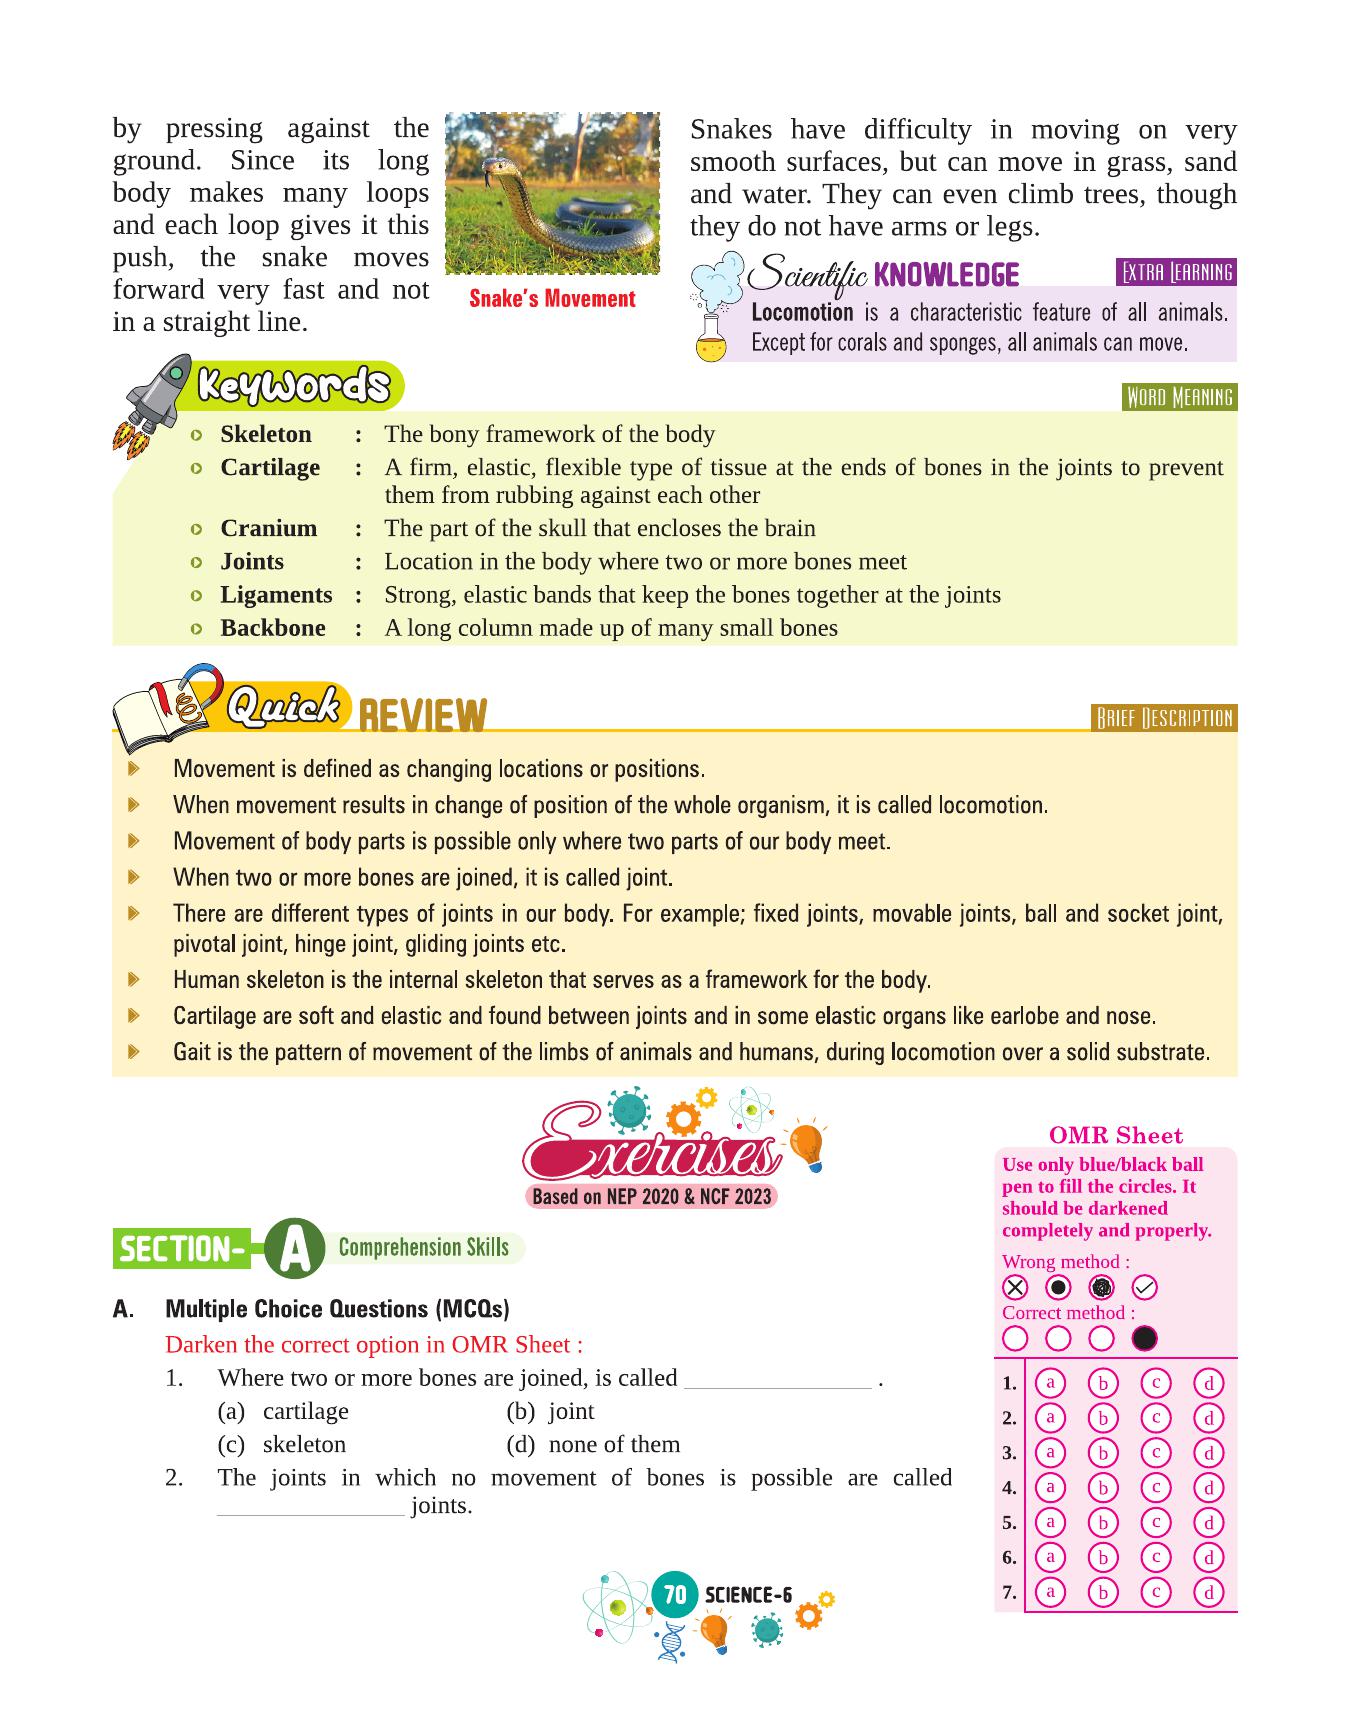 by pressing against the
ground. Since its long
body makes many loops
and each loop gives it this
push, the snake moves
forward very fast and not
in a straight line.
Snake's Movement
Snakes have difficulty in moving on very
smooth surfaces, but can move in grass, sand
and water. They can even climb trees, though
they do not have arms or legs.
Scientific KNOWLEDGE
EXTRA LEARNING
Locomotion is a characteristic feature of all animals.
Except for corals and sponges, all animals can move.
Keywords
WORD MEANING
Skeleton : The bony framework of the body
Cartilage : A firm, elastic, flexible type of tissue at the ends of bones in the joints to prevent
them from rubbing against each other
Cranium : The part of the skull that encloses the brain
Joints : Location in the body where two or more bones meet
Ligaments : Strong, elastic bands that keep the bones together at the joints
Backbone : A long column made up of many small bones
Quick REVIEW
BRIEF DESCRIPTION
Movement is defined as changing locations or positions.
When movement results in change of position of the whole organism, it is called locomotion.
Movement of body parts is possible only where two parts of our body meet.
When two or more bones are joined, it is called joint.
There are different types of joints in our body. For example; fixed joints, movable joints, ball and socket joint,
pivotal joint, hinge joint, gliding joints etc.
Human skeleton is the internal skeleton that serves as a framework for the body.
Cartilage are soft and elastic and found between joints and in some elastic organs like earlobe and nose.
Gait is the pattern of movement of the limbs of animals and humans, during locomotion over a solid substrate.
Exercises
Based on NEP 2020 & NCF 2023
SECTION- A Comprehension Skills
A. Multiple Choice Questions (MCQs)
Darken the correct option in OMR Sheet :
1. Where two or more bones are joined, is called _______________ .
(a) cartilage (b) joint
(c) skeleton (d) none of them
2. The joints in which no movement of bones is possible are called
_______________ joints.
OMR Sheet
Use only blue/black ball
pen to fill the circles. It
should be darkened
completely and properly.
Wrong method :
Correct method :
1. a b c d
2. a b c d
3. a b c d
4. a b c d
5. a b c d
6. a b c d
7. a b c d
70 SCIENCE-6